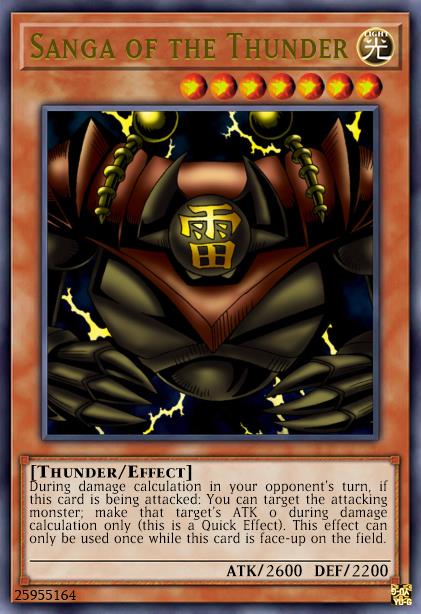 SANGA OF THE THUNDER
LIGHT
光
雷
[THUNDER/EFFECT]
During damage calculation in your opponent's turn, if
this card is being attacked: You can target the attacking
monster; make that target's ATK 0 during damage
calculation only (this is a Quick Effect). This effect can
only be used once while this card is face-up on the field.
ATK/2600 DEF/2200
25955164